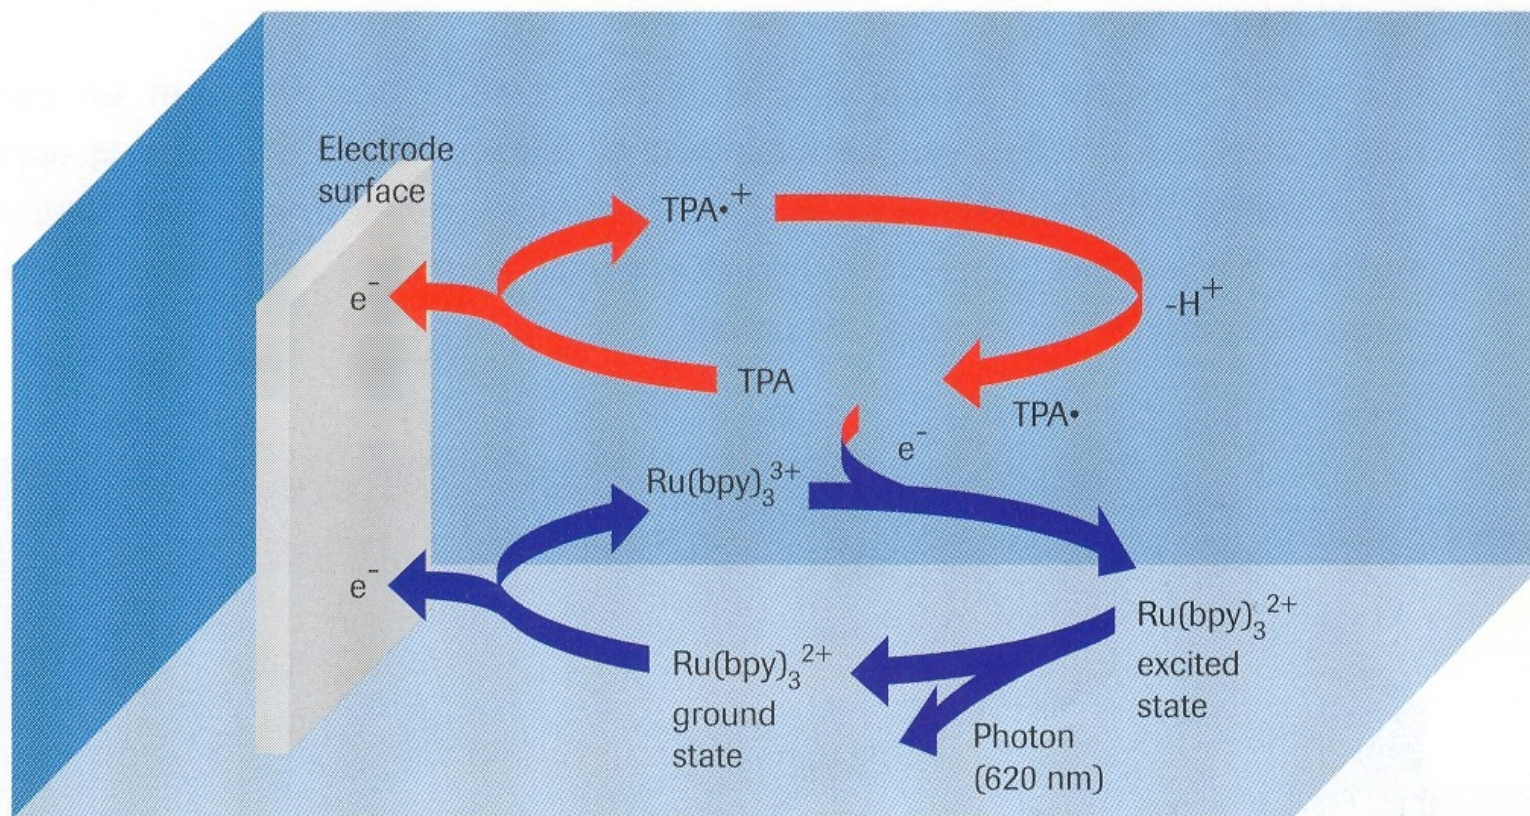 Electrode
surface
TPA•⁺
e⁻
-H⁺
TPA
TPA•
e⁻
Ru(bpy)₃³⁺
e⁻
Ru(bpy)₃²⁺
excited
state
Ru(bpy)₃²⁺
ground
state
Photon
(620 nm)